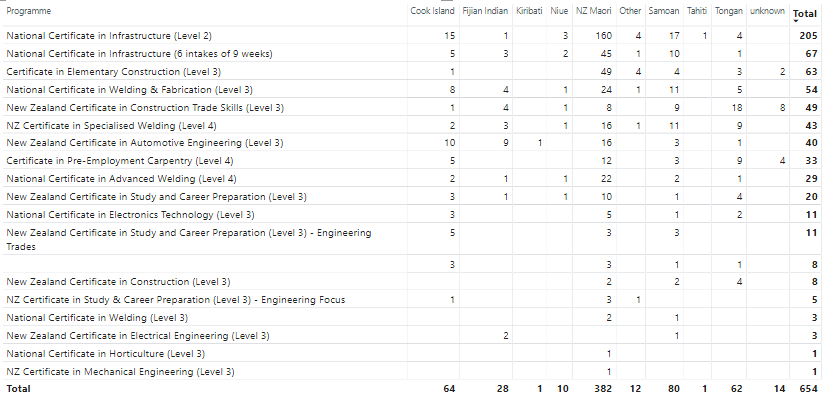 Programme Cook Island Fijian Indian Kiribati Niue NZ Maori Other Samoan Tahiti Tongan unknown Total
National Certificate in Infrastructure (Level 2) 15 1 3 160 4 17 1 4 205
National Certificate in Infrastructure (6 intakes of 9 weeks) 5 3 2 45 1 10 1 67
Certificate in Elementary Construction (Level 3) 1 49 4 4 3 2 63
National Certificate in Welding & Fabrication (Level 3) 8 4 1 24 1 11 5 54
New Zealand Certificate in Construction Trade Skills (Level 3) 1 4 1 8 9 18 8 49
NZ Certificate in Specialised Welding (Level 4) 2 3 1 16 1 11 9 43
New Zealand Certificate in Automotive Engineering (Level 3) 10 9 1 16 3 1 40
Certificate in Pre-Employment Carpentry (Level 4) 5 12 3 9 4 33
National Certificate in Advanced Welding (Level 4) 2 1 1 22 2 1 29
New Zealand Certificate in Study and Career Preparation (Level 3) 3 1 1 10 1 4 20
National Certificate in Electronics Technology (Level 3) 3 5 1 2 11
New Zealand Certificate in Study and Career Preparation (Level 3) - Engineering 5 3 3 11
Trades
3 3 1 1 8
New Zealand Certificate in Construction (Level 3) 2 2 4 8
NZ Certificate in Study & Career Preparation (Level 3) - Engineering Focus 1 3 1 5
National Certificate in Welding (Level 3) 2 1 3
New Zealand Certificate in Electrical Engineering (Level 3) 2 1 3
National Certificate in Horticulture (Level 3) 1 1
NZ Certificate in Mechanical Engineering (Level 3) 1 1
Total 64 28 1 10 382 12 80 1 62 14 654